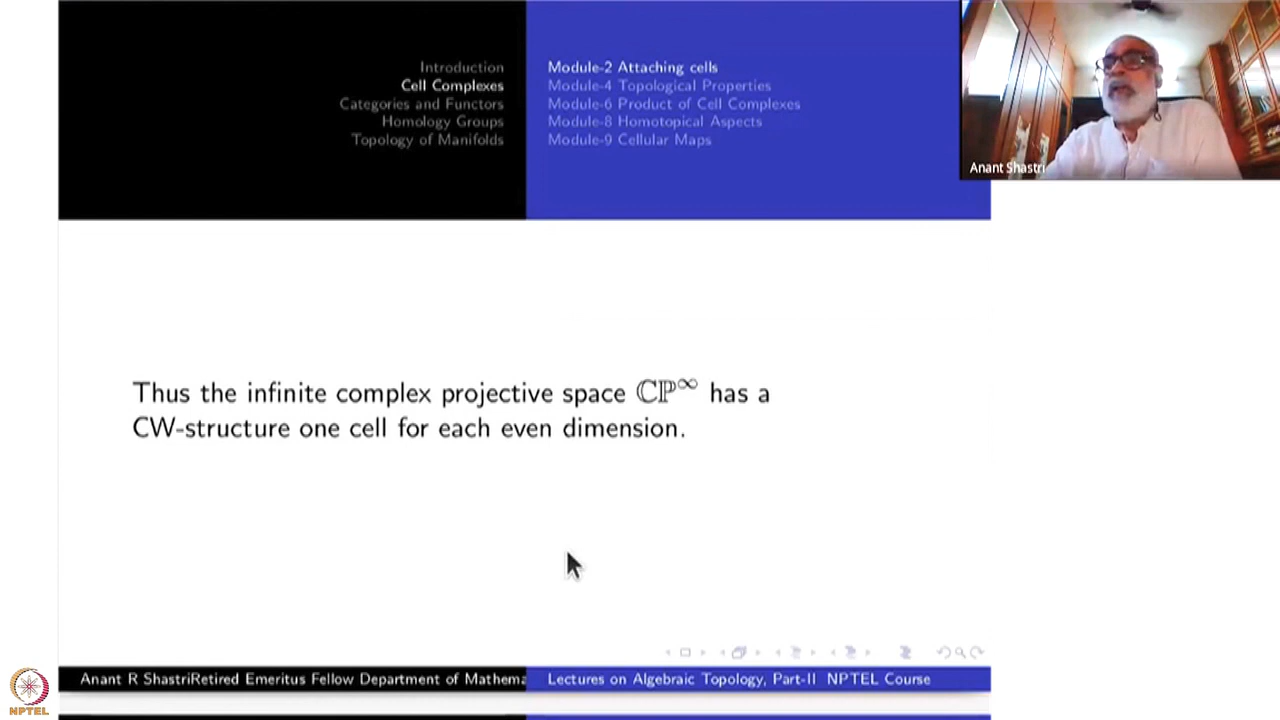 Introduction
Cell Complexes
Categories and Functors
Homology Groups
Topology of Manifolds
Module-2 Attaching cells
Module-4 Topological Properties
Module-6 Product of Cell Complexes
Module-8 Homotopical Aspects
Module-9 Cellular Maps
Anant Shastri
Thus the infinite complex projective space ℂℙ∞ has a
CW-structure one cell for each even dimension.
Anant R ShastriRetired Emeritus Fellow Department of Mathema
Lectures on Algebraic Topology, Part-II NPTEL Course
NPTEL